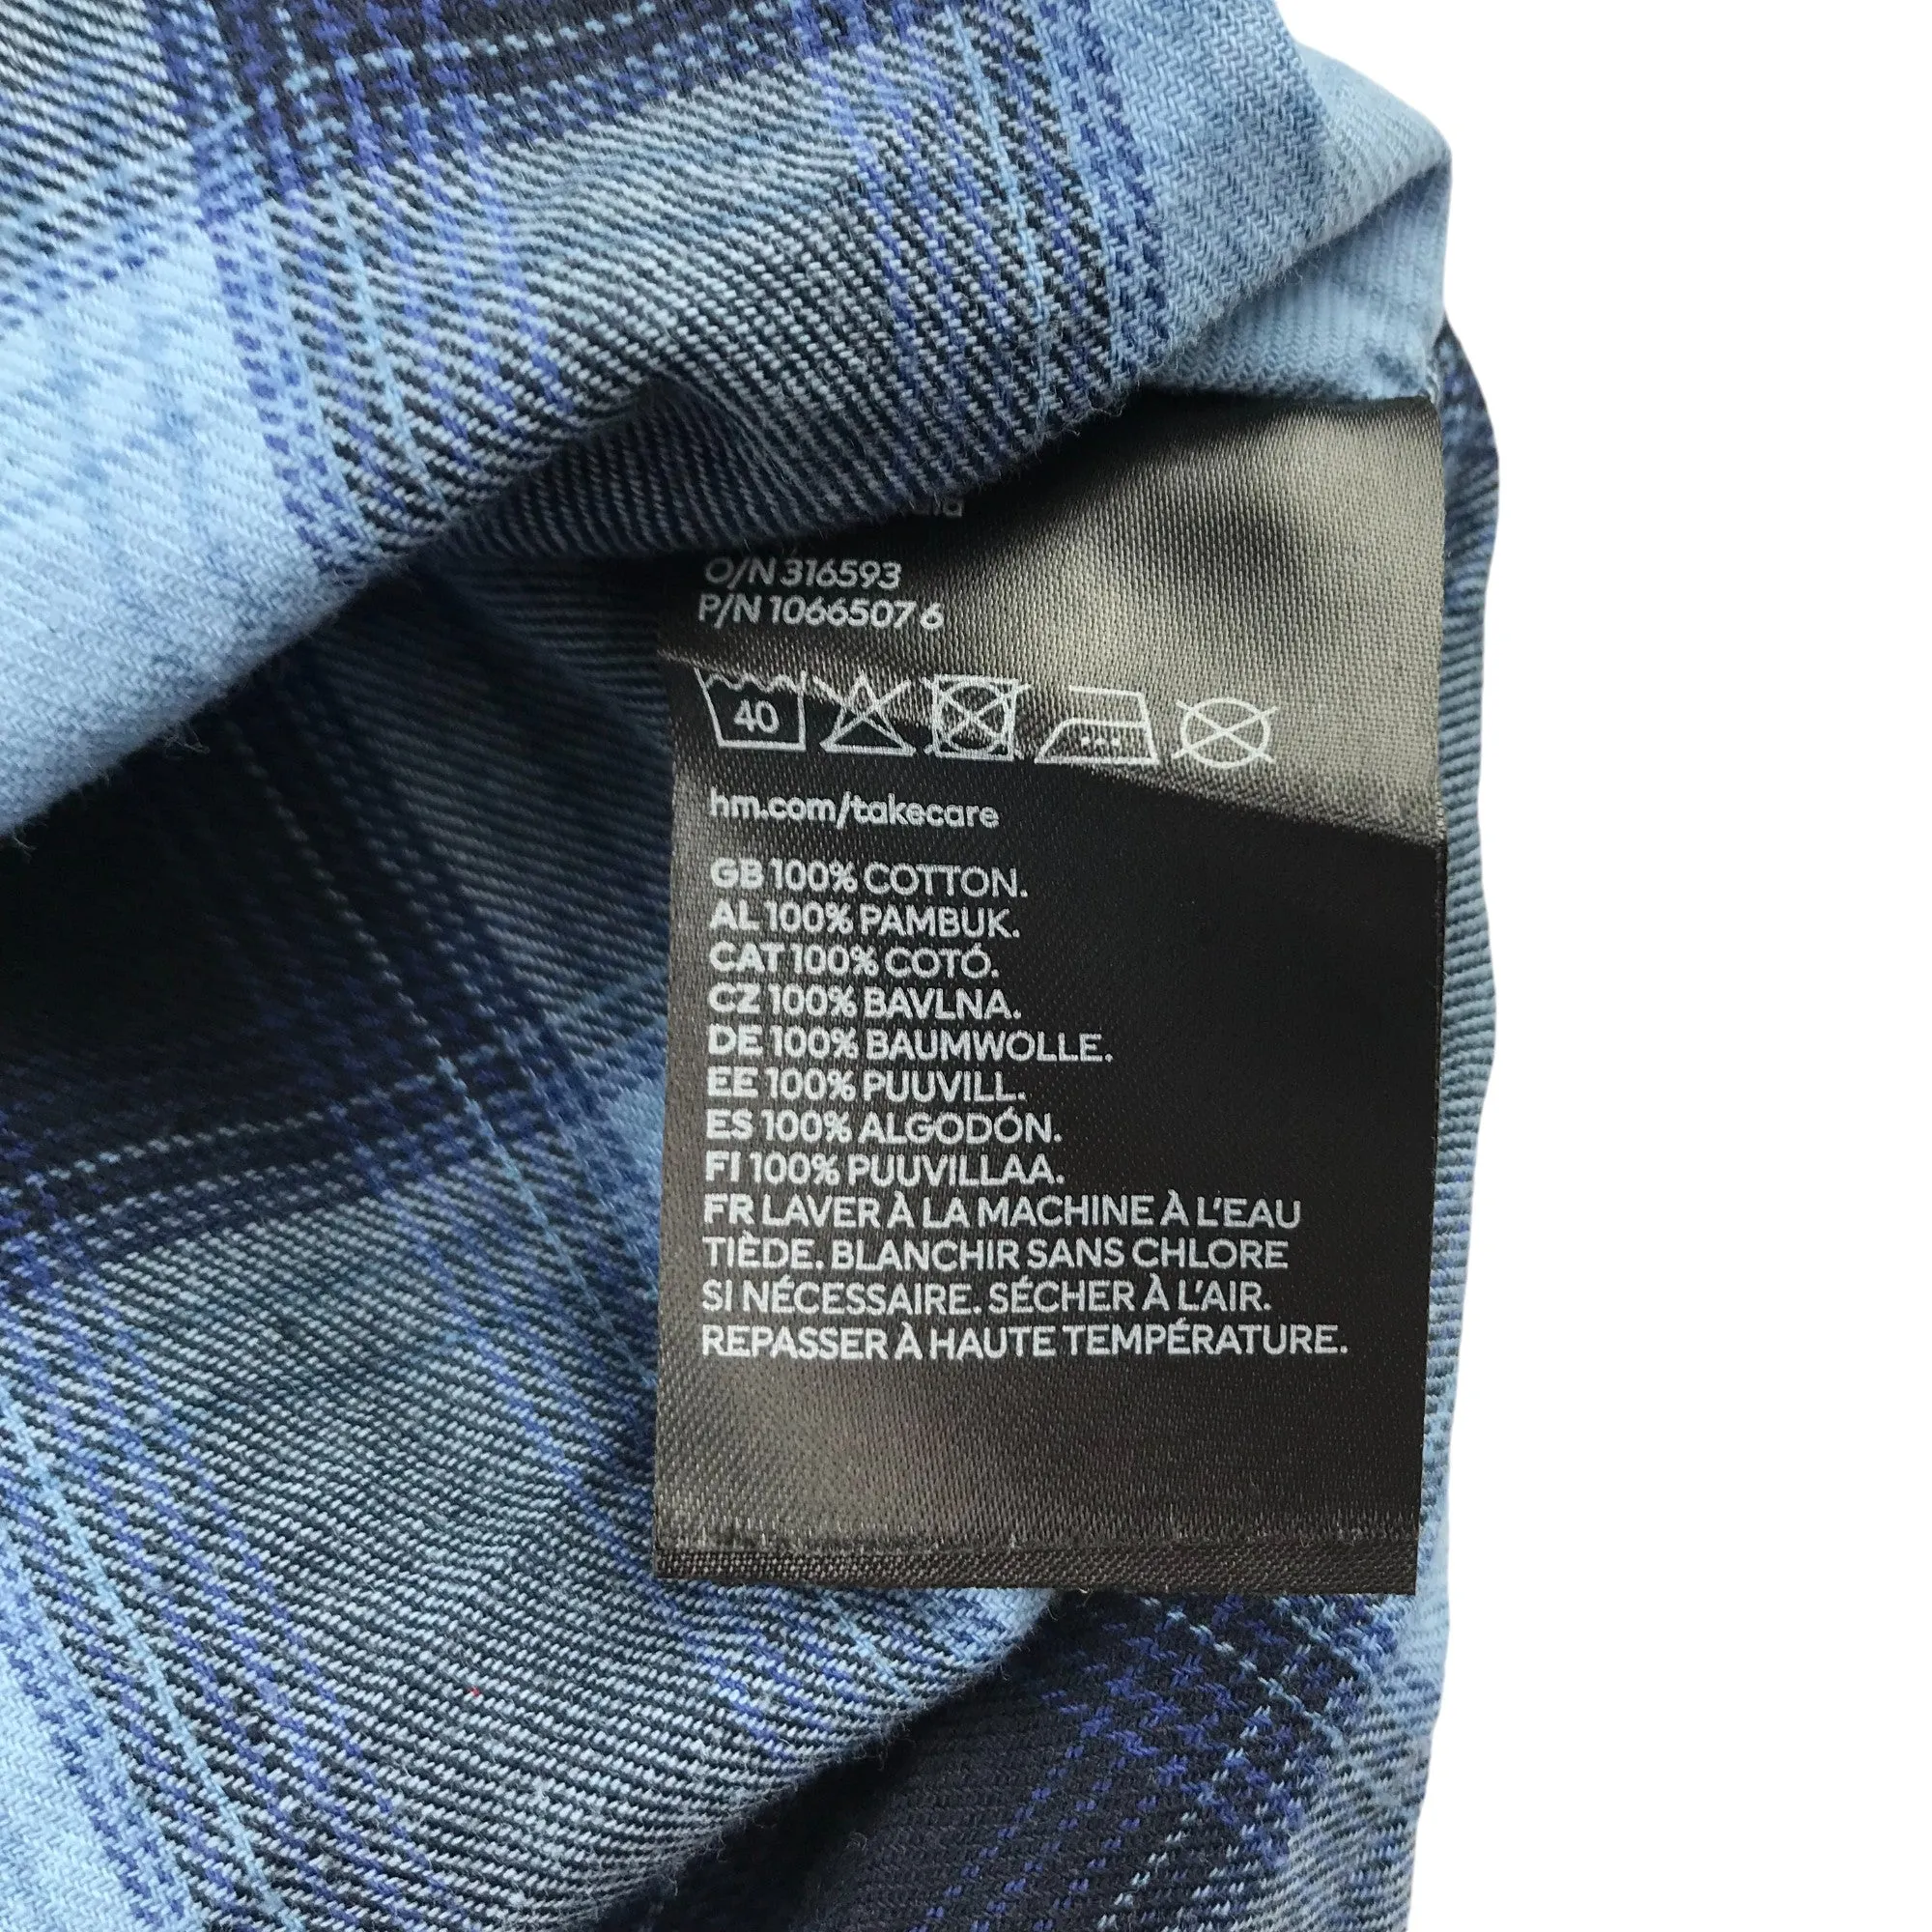 O/N 316593
P/N 1066507 6
40
hm.com/takecare
GB 100% COTTON.
AL 100% PAMBUK.
CAT 100% COTÓ.
CZ 100% BAVLNA.
DE 100% BAUMWOLLE.
EE 100% PUUVILL.
ES 100% ALGODÓN.
FI 100% PUUVILLAA.
FR LAVER À LA MACHINE À L'EAU
TIÈDE. BLANCHIR SANS CHLORE
SI NÉCESSAIRE. SÉCHER À L'AIR.
REPASSER À HAUTE TEMPÉRATURE.